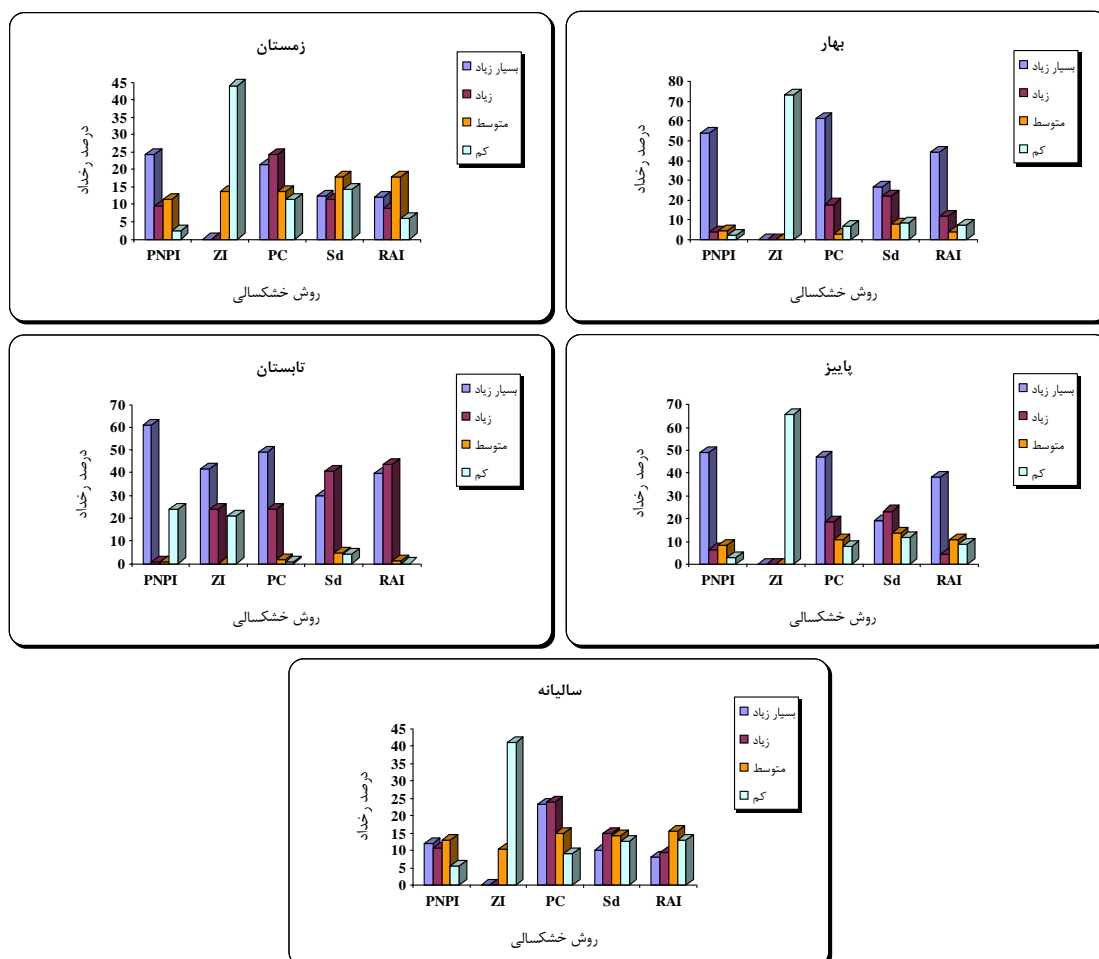 زمستان
درصد رخداد
45
40
35
30
25
20
15
10
5
0
PNPI ZI PC Sd RAI
روش خشکسالی
بسیار زیاد
زیاد
متوسط
کم
بهار
درصد رخداد
80
70
60
50
40
30
20
10
0
PNPI ZI PC Sd RAI
روش خشکسالی
بسیار زیاد
زیاد
متوسط
کم
تابستان
درصد رخداد
70
60
50
40
30
20
10
0
PNPI ZI PC Sd RAI
روش خشکسالی
بسیار زیاد
زیاد
متوسط
کم
پاییز
درصد رخداد
70
60
50
40
30
20
10
0
PNPI ZI PC Sd RAI
روش خشکسالی
بسیار زیاد
زیاد
متوسط
کم
سالیانه
درصد رخداد
45
40
35
30
25
20
15
10
5
0
PNPI ZI PC Sd RAI
روش خشکسالی
بسیار زیاد
زیاد
متوسط
کم